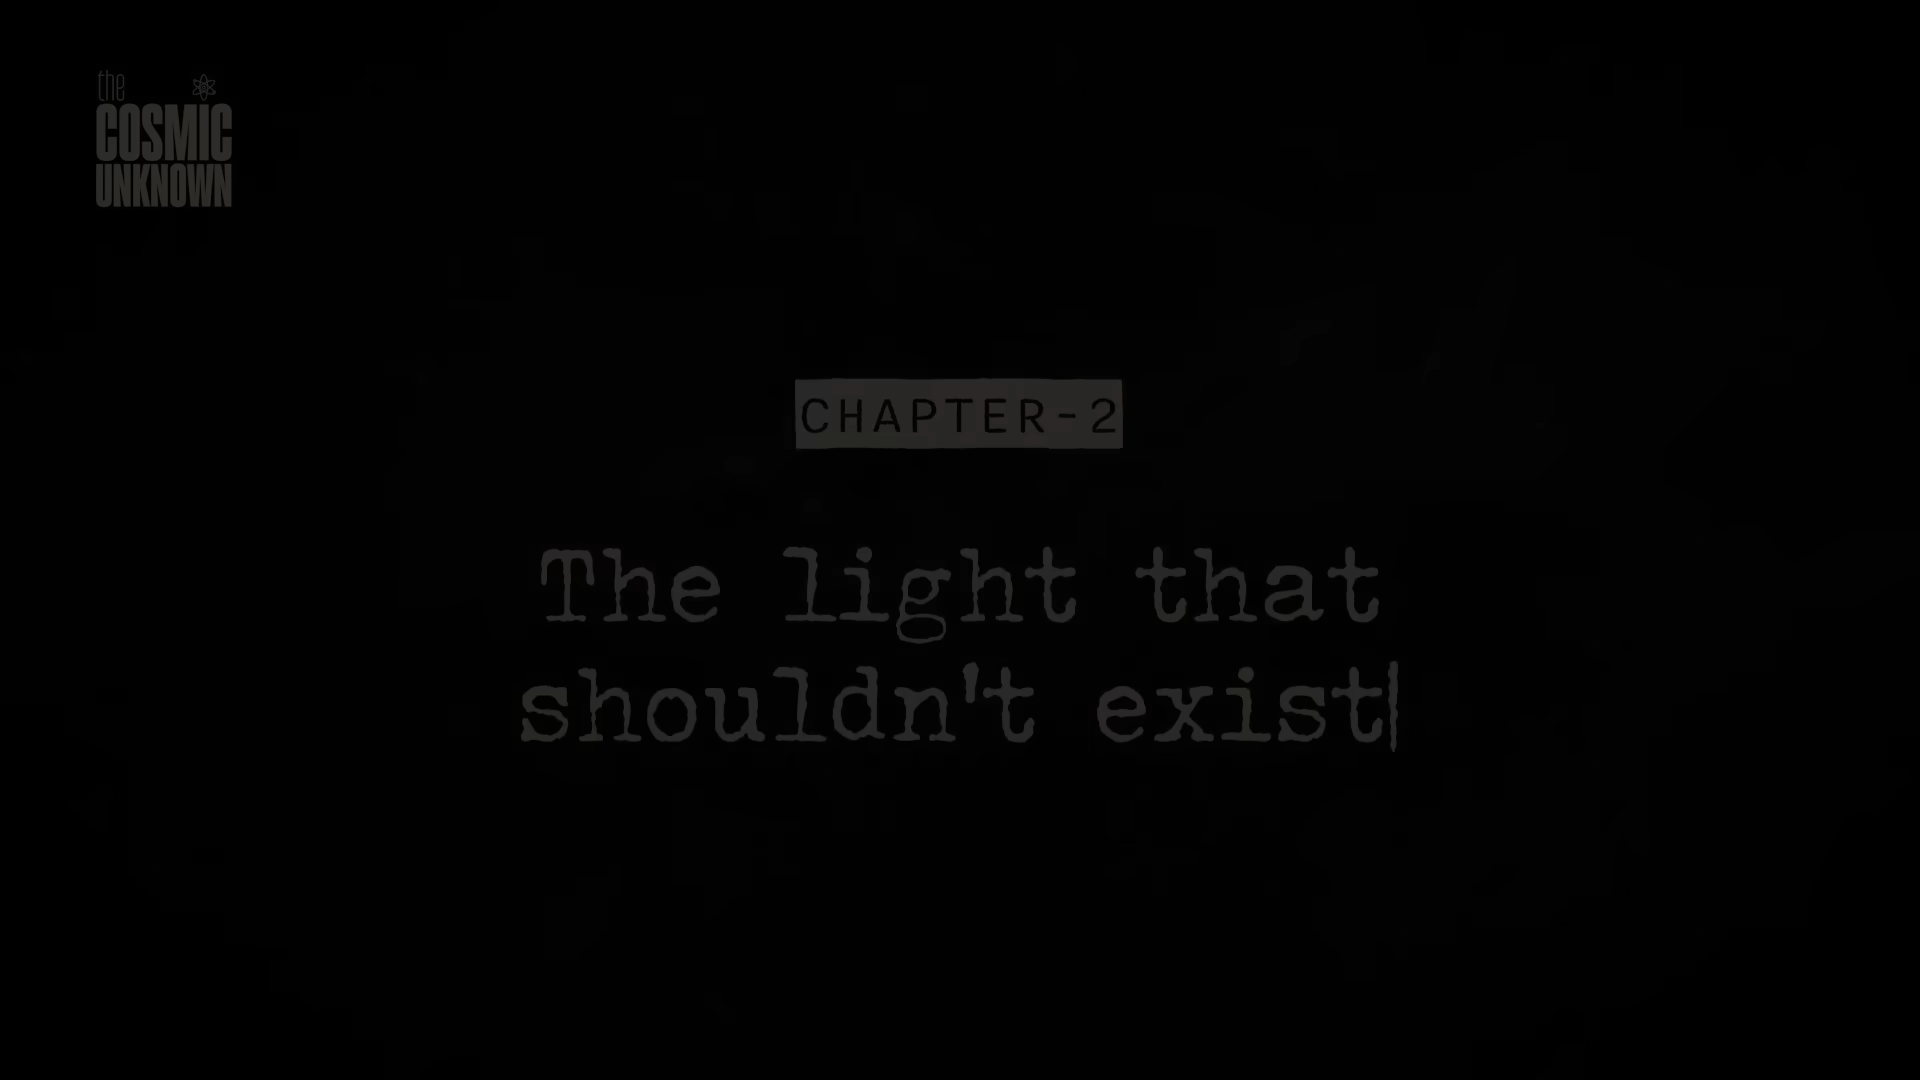 the
COSMIC
UNKNOWN
CHAPTER-2
The light that
shouldn't exist